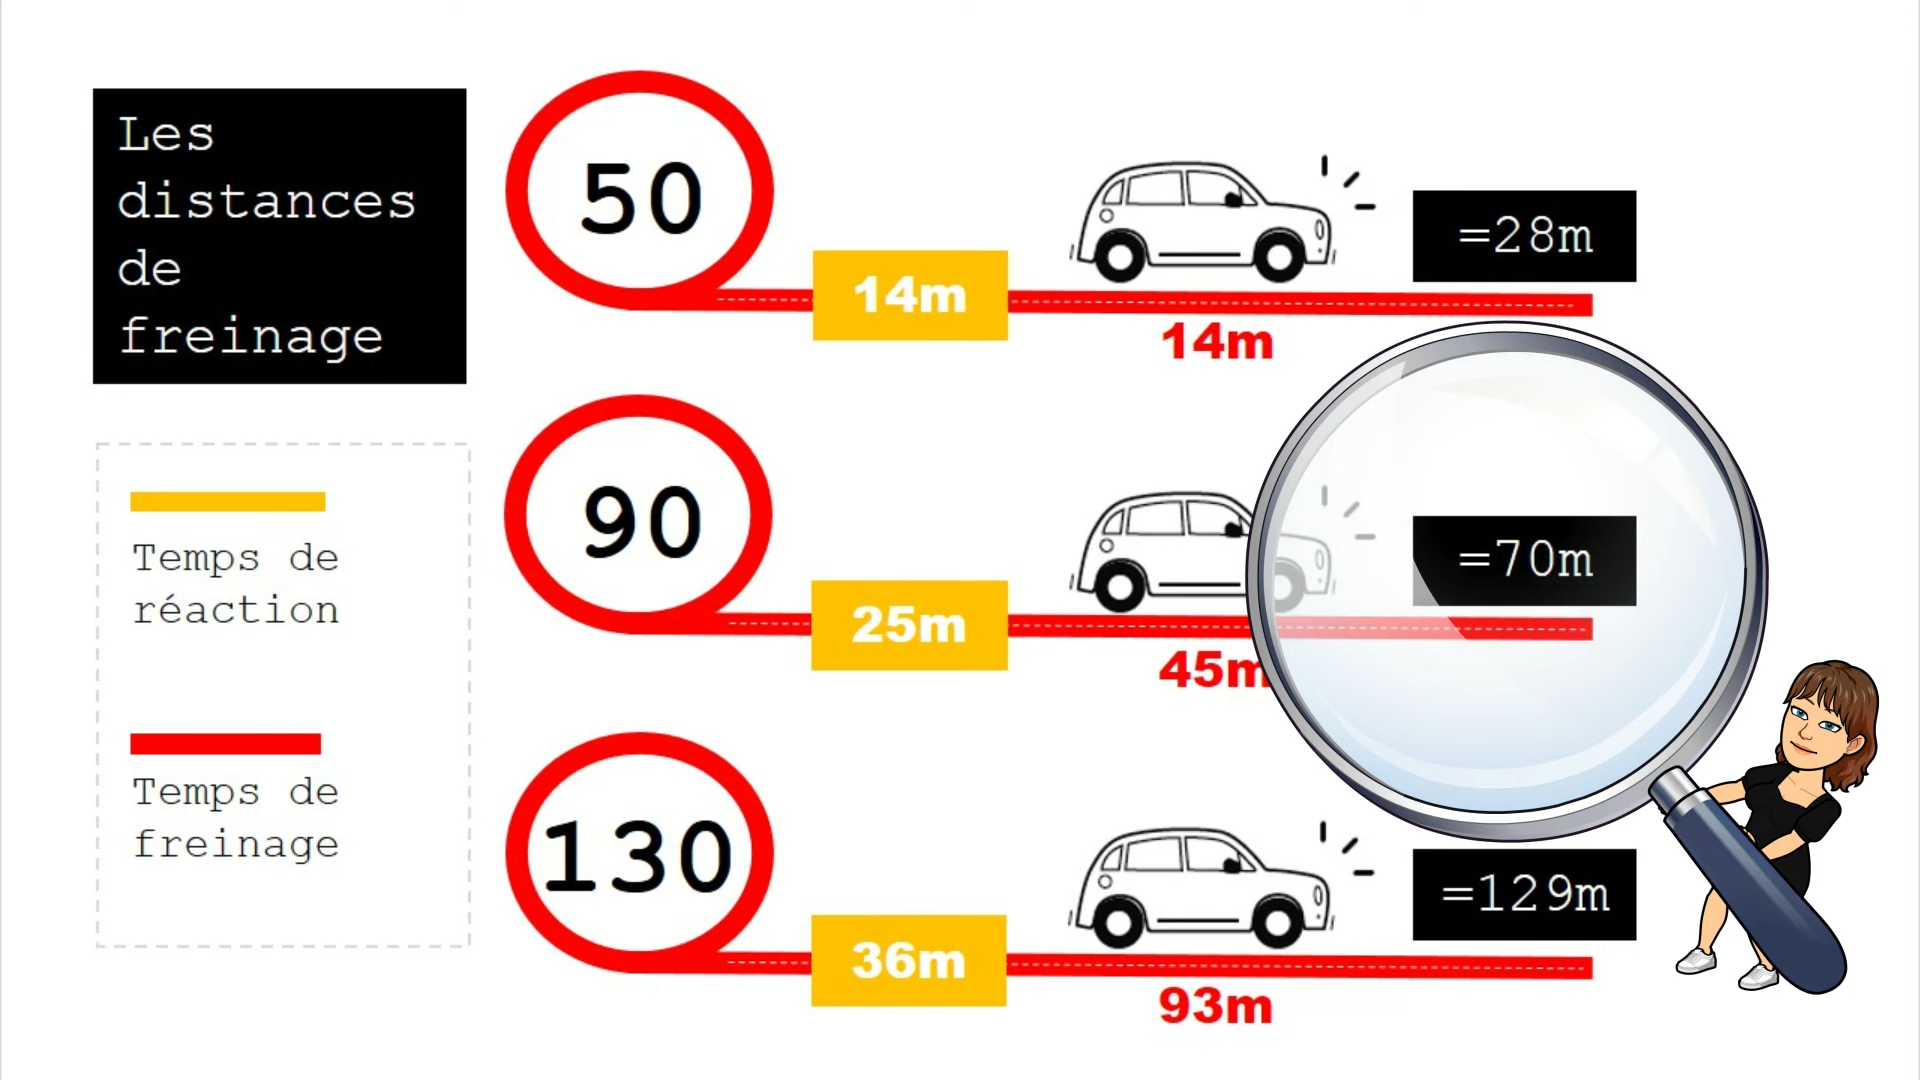 Les
distances
de
freinage
Temps de
réaction
Temps de
freinage
50
14m
14m
=28m
90
25m
45m
=70m
130
36m
93m
=129m